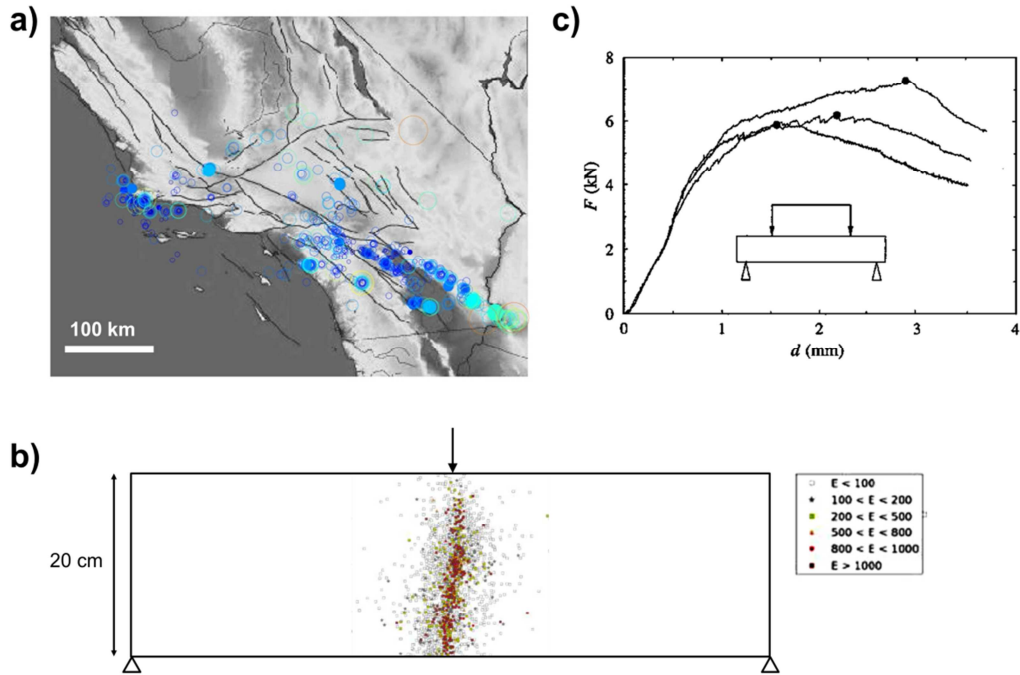 a)
100 km
c)
8
6
4
2
0
F (kN)
0 1 2 3 4
d (mm)
b)
20 cm
E < 100
100 < E < 200
200 < E < 500
500 < E < 800
800 < E < 1000
E > 1000